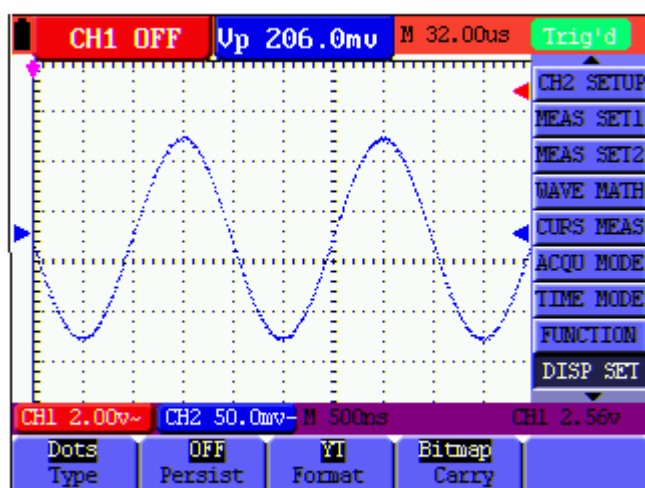 CH1 OFF Vp 206.0mv M 32.00us Trig'd
CH2 SETUP
MEAS SET1
MEAS SET2
WAVE MATH
CURS MEAS
ACQU MODE
TIME MODE
FUNCTION
DISP SET
CH1 2.00v~ CH2 50.0mv- M 500ns CH1 2.56v
Dots OFF YT Bitmap
Type Persist Format Carry